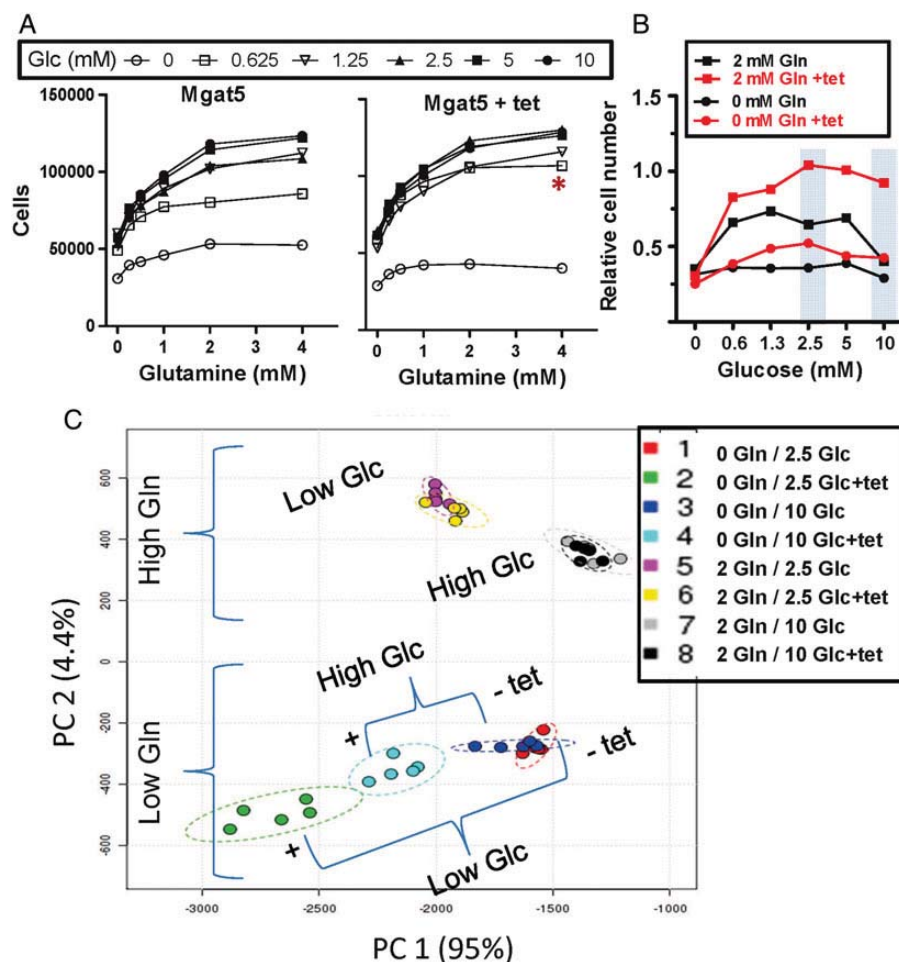 A
Glc (mM) 0 0.625 1.25 2.5 5 10
Mgat5
Mgat5 + tet
150000
100000
50000
0
Cells
*
0 1 2 3 4
0 1 2 3 4
Glutamine (mM)
Glutamine (mM)
B
2 mM Gln
2 mM Gln +tet
0 mM Gln
0 mM Gln +tet
1.5
1.0
0.5
Relative cell number
0 0.6 1.3 2.5 5 10
Glucose (mM)
C
High Gln
Low Gln
Low Glc
High Glc
High Glc
+
- tet
- tet
+
Low Glc
600
400
200
0
-200
-400
-600
PC 2 (4.4%)
-3000 -2500 -2000 -1500 -1000
PC 1 (95%)
1 0 Gln / 2.5 Glc
2 0 Gln / 2.5 Glc+tet
3 0 Gln / 10 Glc
4 0 Gln / 10 Glc+tet
5 2 Gln / 2.5 Glc
6 2 Gln / 2.5 Glc+tet
7 2 Gln / 10 Glc
8 2 Gln / 10 Glc+tet